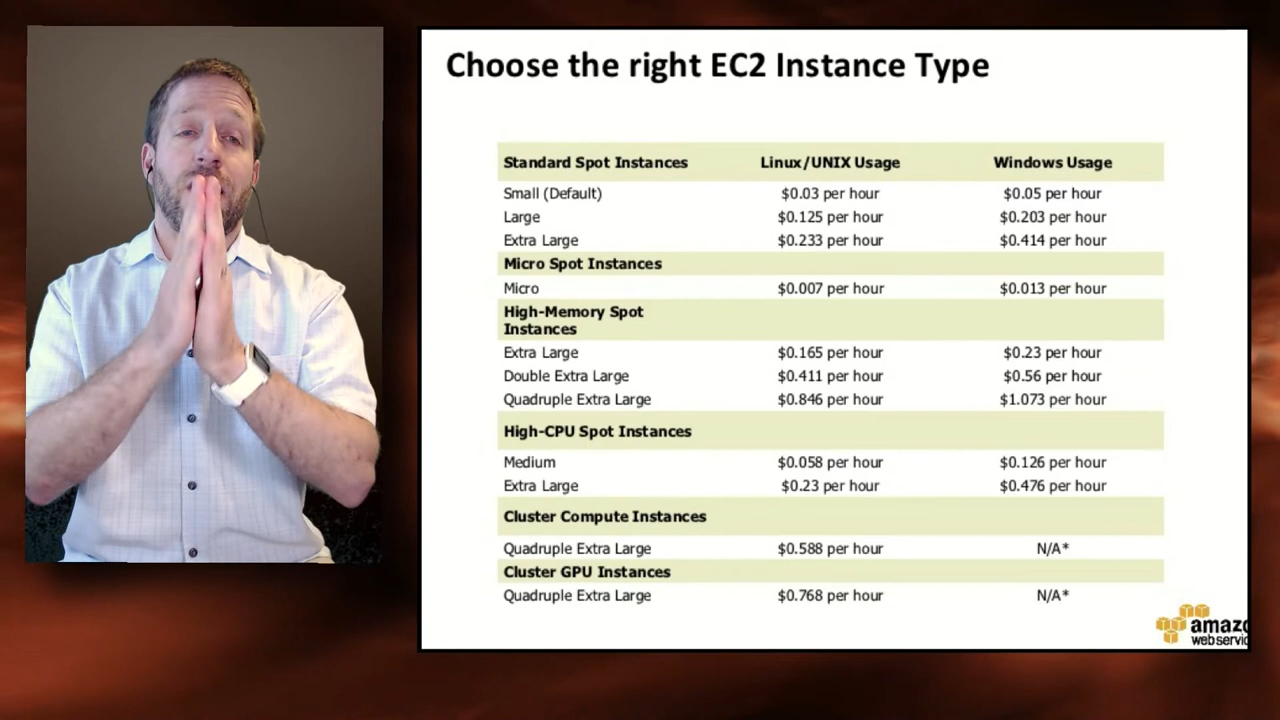 Choose the right EC2 Instance Type
Standard Spot Instances Linux/UNIX Usage Windows Usage
Small (Default) $0.03 per hour $0.05 per hour
Large $0.125 per hour $0.203 per hour
Extra Large $0.233 per hour $0.414 per hour
Micro Spot Instances
Micro $0.007 per hour $0.013 per hour
High-Memory Spot
Instances
Extra Large $0.165 per hour $0.23 per hour
Double Extra Large $0.411 per hour $0.56 per hour
Quadruple Extra Large $0.846 per hour $1.073 per hour
High-CPU Spot Instances
Medium $0.058 per hour $0.126 per hour
Extra Large $0.23 per hour $0.476 per hour
Cluster Compute Instances
Quadruple Extra Large $0.588 per hour N/A*
Cluster GPU Instances
Quadruple Extra Large $0.768 per hour N/A*
amazo
webservic